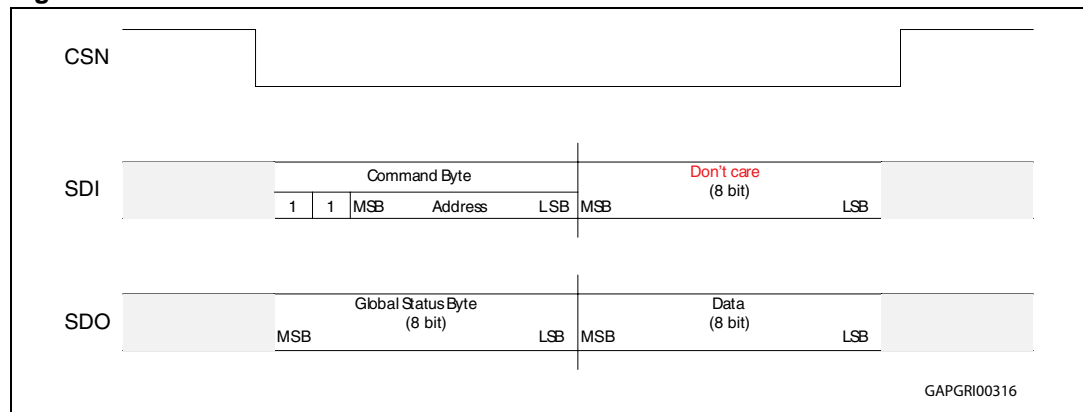 CSN
SDI
Command Byte
Don't care
(8 bit)
1 1 MSB Address LSB MSB LSB
SDO
Global Status Byte
(8 bit)
Data
(8 bit)
MSB LSB MSB LSB
GAPGRI00316